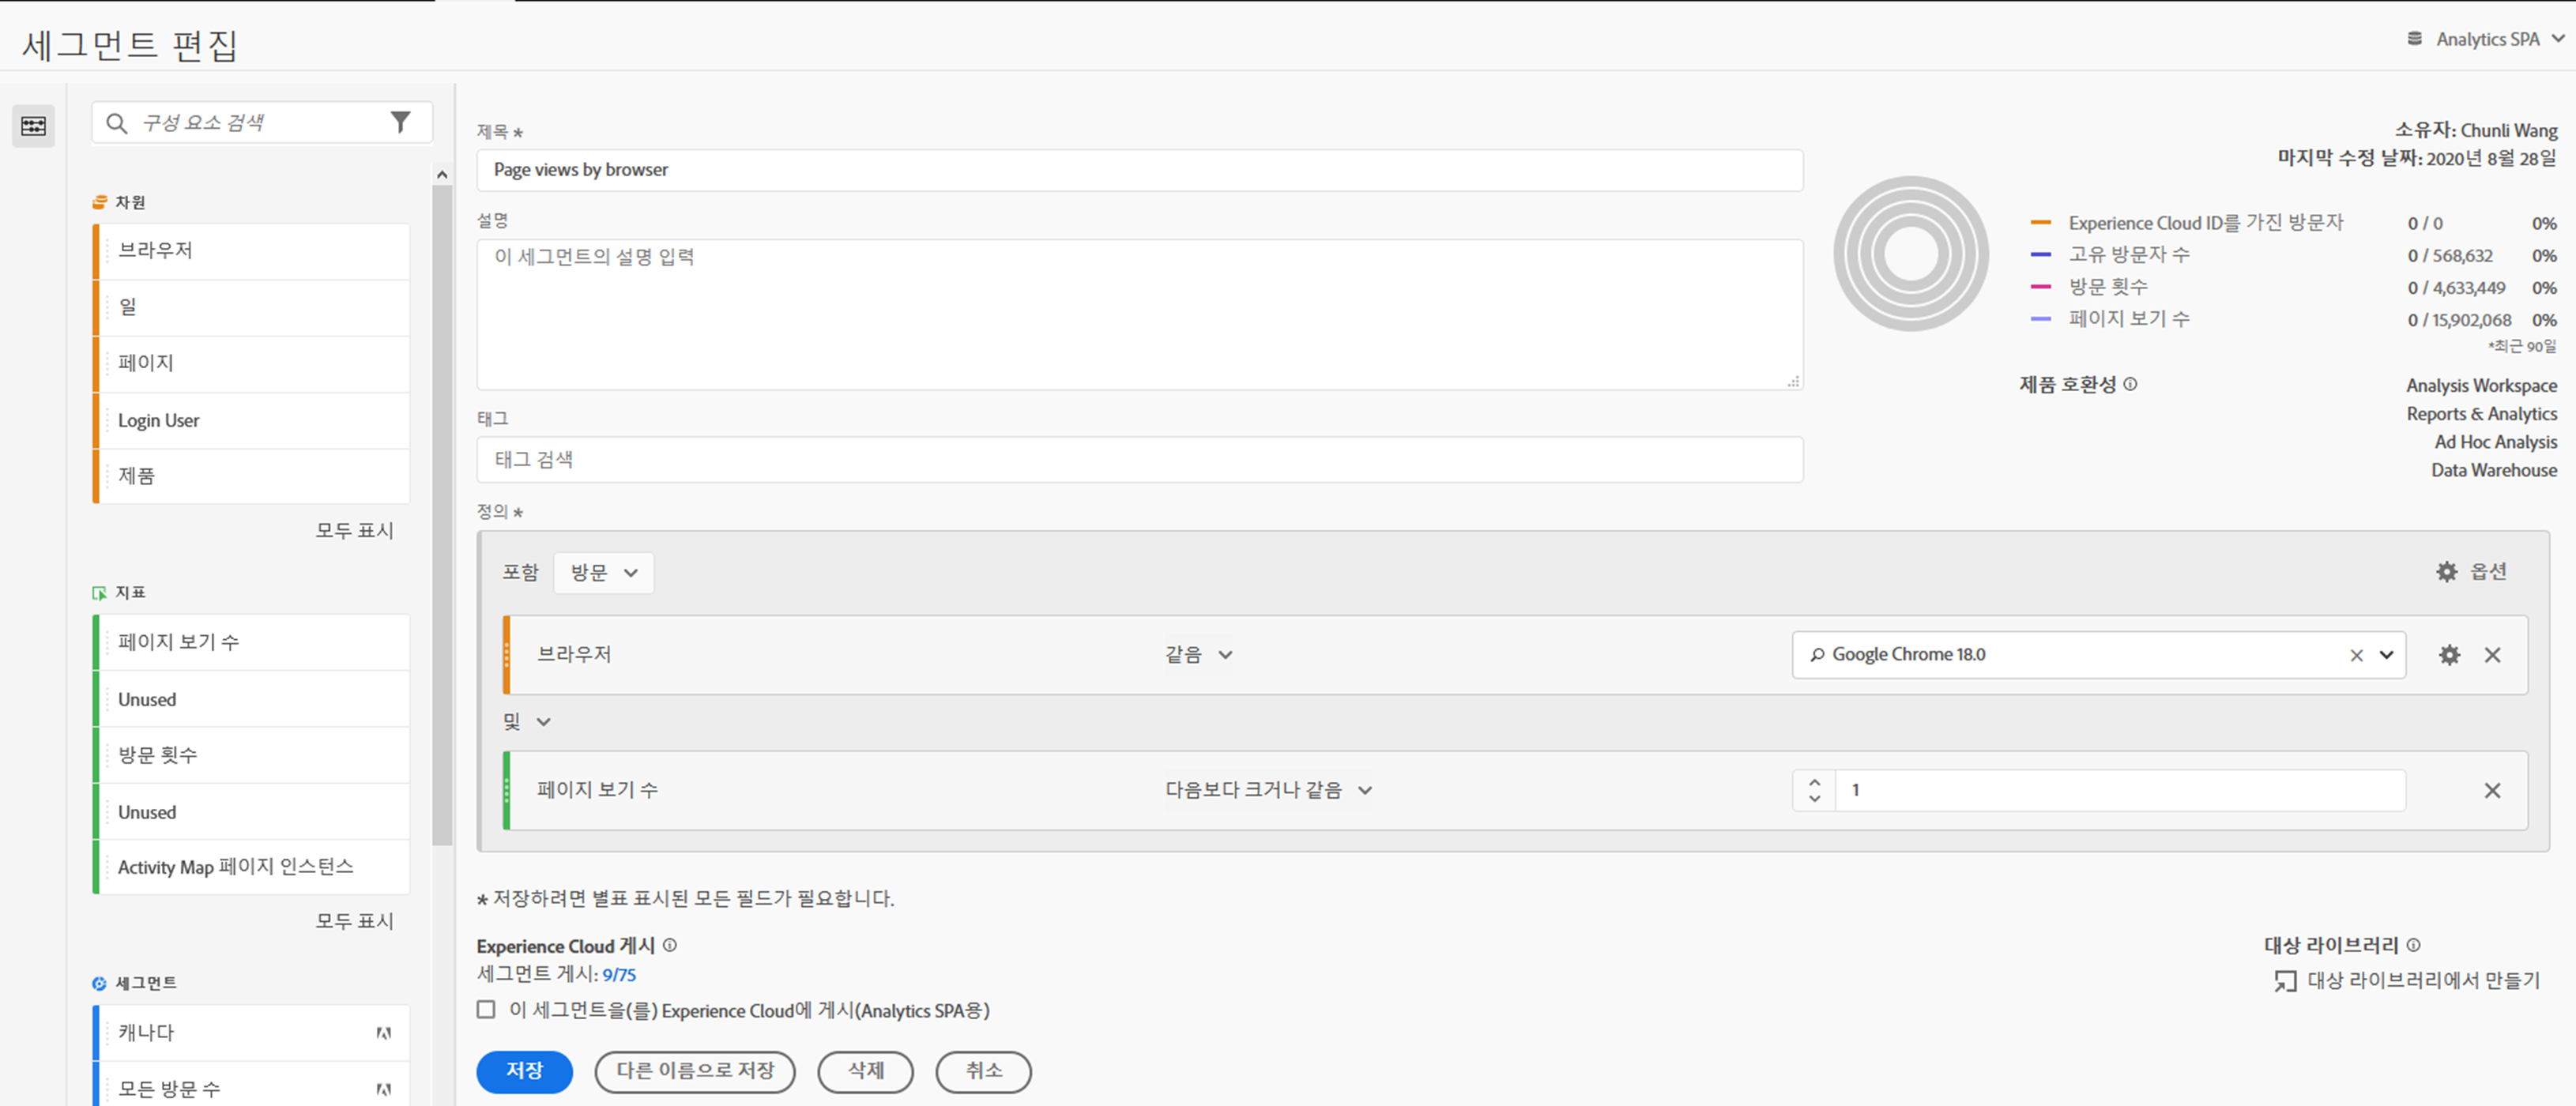 세그먼트 편집
Analytics SPA
구성 요소 검색
차원
브라우저
일
페이지
Login User
제품
모두 표시
지표
페이지 보기 수
Unused
방문 횟수
Unused
Activity Map 페이지 인스턴스
모두 표시
세그먼트
캐나다
모든 방문 수
제목 *
Page views by browser
설명
이 세그먼트의 설명 입력
태그
태그 검색
소유자: Chunli Wang
마지막 수정 날짜: 2020년 8월 28일
Experience Cloud ID를 가진 방문자 0 / 0 0%
고유 방문자 수 0 / 568,632 0%
방문 횟수 0 / 4,633,449 0%
페이지 보기 수 0 / 15,902,068 0%
*최근 90일
제품 호환성
Analysis Workspace
Reports & Analytics
Ad Hoc Analysis
Data Warehouse
정의 *
포함 방문 옵션
브라우저 같음 Google Chrome 18.0
및
페이지 보기 수 다음보다 크거나 같음 1
* 저장하려면 별표 표시된 모든 필드가 필요합니다.
Experience Cloud 게시
세그먼트 게시: 9/75
이 세그먼트을(를) Experience Cloud에 게시(Analytics SPA용)
대상 라이브러리
대상 라이브러리에서 만들기
저장 다른 이름으로 저장 삭제 취소